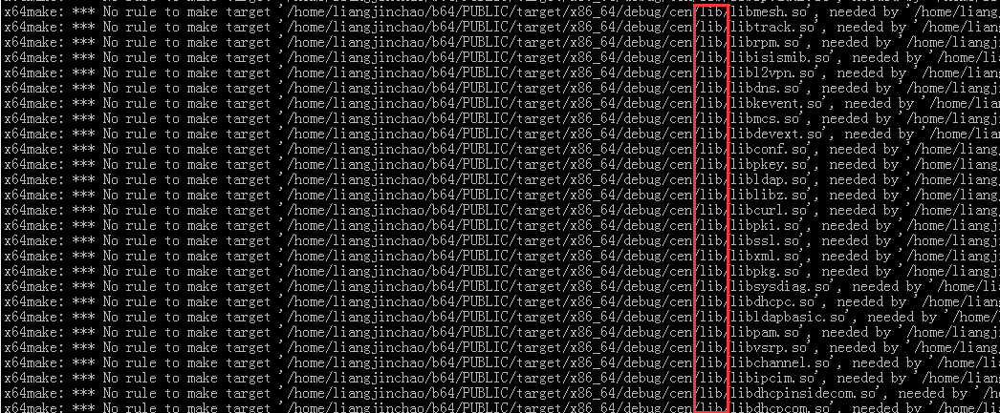 x64make: *** No rule to make target '/home/liangjinchao/b64/PUBLIC/target/x86_64/debug/cen/lib/libmesh.so', needed by '/home/lia
x64make: *** No rule to make target '/home/liangjinchao/b64/PUBLIC/target/x86_64/debug/cen/lib/libtrack.so', needed by '/home/li
x64make: *** No rule to make target '/home/liangjinchao/b64/PUBLIC/target/x86_64/debug/cen/lib/librpm.so', needed by '/home/lian
x64make: *** No rule to make target '/home/liangjinchao/b64/PUBLIC/target/x86_64/debug/cen/lib/libisismib.so', needed by '/home/
x64make: *** No rule to make target '/home/liangjinchao/b64/PUBLIC/target/x86_64/debug/cen/lib/libl2vpn.so', needed by '/home/li
x64make: *** No rule to make target '/home/liangjinchao/b64/PUBLIC/target/x86_64/debug/cen/lib/libdns.so', needed by '/home/lian
x64make: *** No rule to make target '/home/liangjinchao/b64/PUBLIC/target/x86_64/debug/cen/lib/libkevent.so', needed by '/home/l
x64make: *** No rule to make target '/home/liangjinchao/b64/PUBLIC/target/x86_64/debug/cen/lib/libmcs.so', needed by '/home/lian
x64make: *** No rule to make target '/home/liangjinchao/b64/PUBLIC/target/x86_64/debug/cen/lib/libdevext.so', needed by '/home/l
x64make: *** No rule to make target '/home/liangjinchao/b64/PUBLIC/target/x86_64/debug/cen/lib/libconf.so', needed by '/home/lia
x64make: *** No rule to make target '/home/liangjinchao/b64/PUBLIC/target/x86_64/debug/cen/lib/libpkey.so', needed by '/home/lia
x64make: *** No rule to make target '/home/liangjinchao/b64/PUBLIC/target/x86_64/debug/cen/lib/libldap.so', needed by '/home/lia
x64make: *** No rule to make target '/home/liangjinchao/b64/PUBLIC/target/x86_64/debug/cen/lib/liblibz.so', needed by '/home/lia
x64make: *** No rule to make target '/home/liangjinchao/b64/PUBLIC/target/x86_64/debug/cen/lib/libcurl.so', needed by '/home/lia
x64make: *** No rule to make target '/home/liangjinchao/b64/PUBLIC/target/x86_64/debug/cen/lib/libpki.so', needed by '/home/liangj
x64make: *** No rule to make target '/home/liangjinchao/b64/PUBLIC/target/x86_64/debug/cen/lib/libssl.so', needed by '/home/liangj
x64make: *** No rule to make target '/home/liangjinchao/b64/PUBLIC/target/x86_64/debug/cen/lib/libxml.so', needed by '/home/liangj
x64make: *** No rule to make target '/home/liangjinchao/b64/PUBLIC/target/x86_64/debug/cen/lib/libpkg.so', needed by '/home/liangj
x64make: *** No rule to make target '/home/liangjinchao/b64/PUBLIC/target/x86_64/debug/cen/lib/libsysdiag.so', needed by '/home/li
x64make: *** No rule to make target '/home/liangjinchao/b64/PUBLIC/target/x86_64/debug/cen/lib/libdhcpc.so', needed by '/home/lian
x64make: *** No rule to make target '/home/liangjinchao/b64/PUBLIC/target/x86_64/debug/cen/lib/libldapbasic.so', needed by '/home/
x64make: *** No rule to make target '/home/liangjinchao/b64/PUBLIC/target/x86_64/debug/cen/lib/libpam.so', needed by '/home/liangj
x64make: *** No rule to make target '/home/liangjinchao/b64/PUBLIC/target/x86_64/debug/cen/lib/libvsrp.so', needed by '/home/liang
x64make: *** No rule to make target '/home/liangjinchao/b64/PUBLIC/target/x86_64/debug/cen/lib/libchannel.so', needed by '/home/li
x64make: *** No rule to make target '/home/liangjinchao/b64/PUBLIC/target/x86_64/debug/cen/lib/libipcim.so', needed by '/home/lian
x64make: *** No rule to make target '/home/liangjinchao/b64/PUBLIC/target/x86_64/debug/cen/lib/libdhcpinsidecom.so', needed by '/h
x64make: *** No rule to make target '/home/liangjinchao/b64/PUBLIC/target/x86_64/debug/cen/lib/libdhcpcom.so', needed by '/home/li